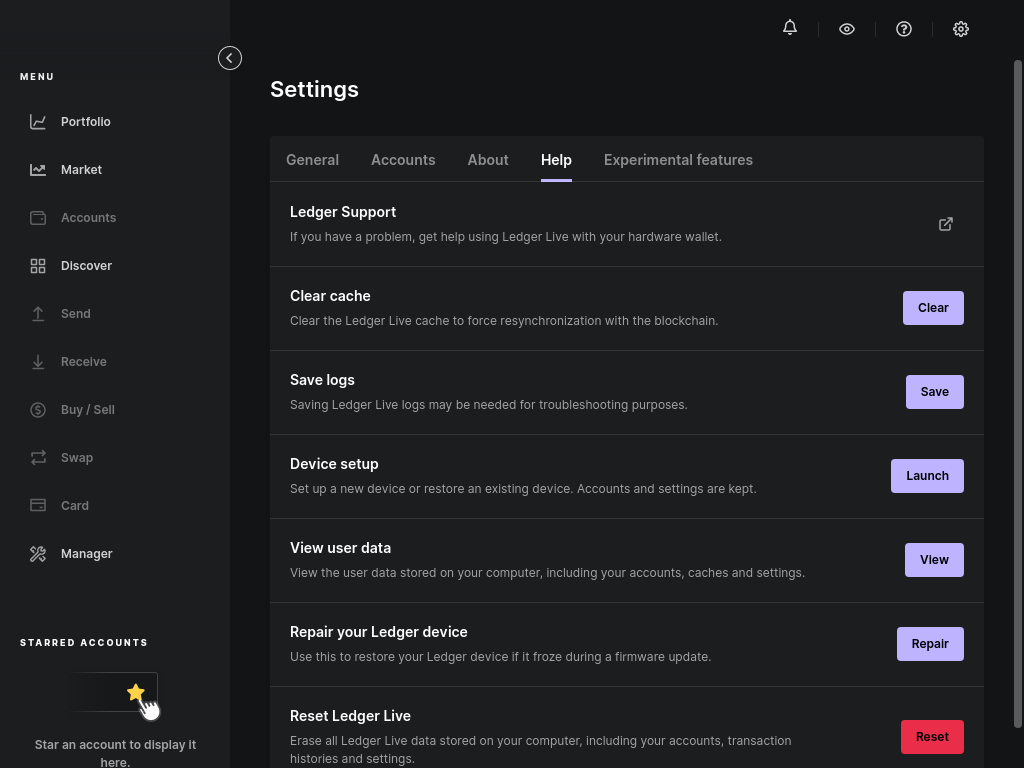 MENU
Portfolio
Market
Accounts
Discover
Send
Receive
Buy / Sell
Swap
Card
Manager
STARRED ACCOUNTS
Star an account to display it
here.
Settings
General Accounts About Help Experimental features
Ledger Support
If you have a problem, get help using Ledger Live with your hardware wallet.
Clear cache
Clear the Ledger Live cache to force resynchronization with the blockchain.
Clear
Save logs
Saving Ledger Live logs may be needed for troubleshooting purposes.
Save
Device setup
Set up a new device or restore an existing device. Accounts and settings are kept.
Launch
View user data
View the user data stored on your computer, including your accounts, caches and settings.
View
Repair your Ledger device
Use this to restore your Ledger device if it froze during a firmware update.
Repair
Reset Ledger Live
Erase all Ledger Live data stored on your computer, including your accounts, transaction
histories and settings.
Reset